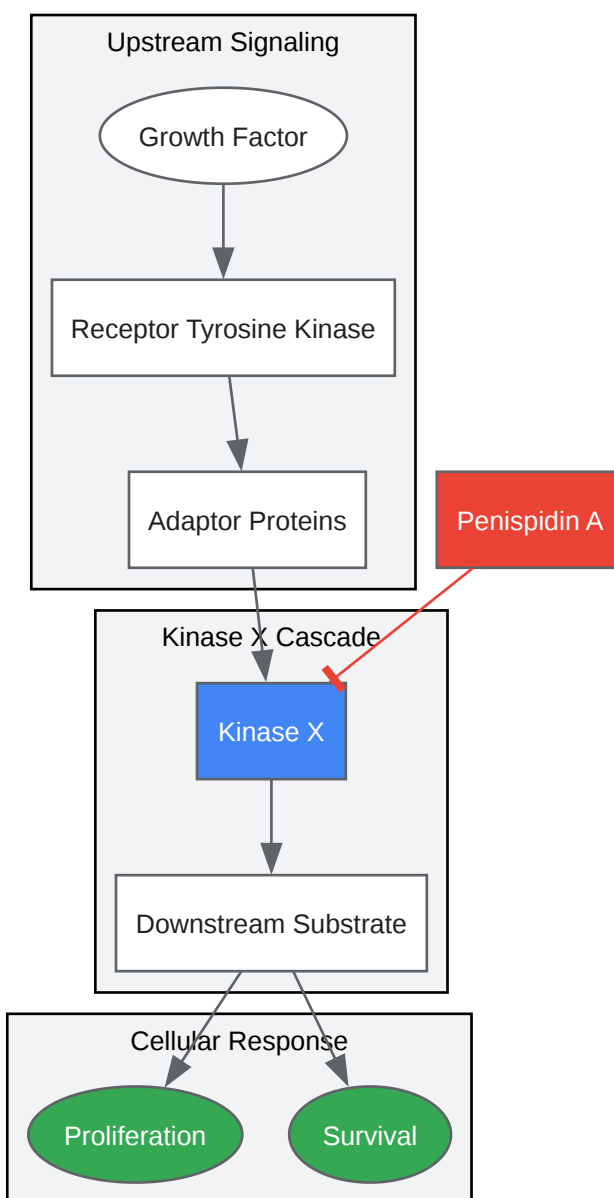 Upstream Signaling
Growth Factor
Receptor Tyrosine Kinase
Adaptor Proteins
Penispidin A
Kinase X Cascade
Kinase X
Downstream Substrate
Cellular Response
Proliferation
Survival